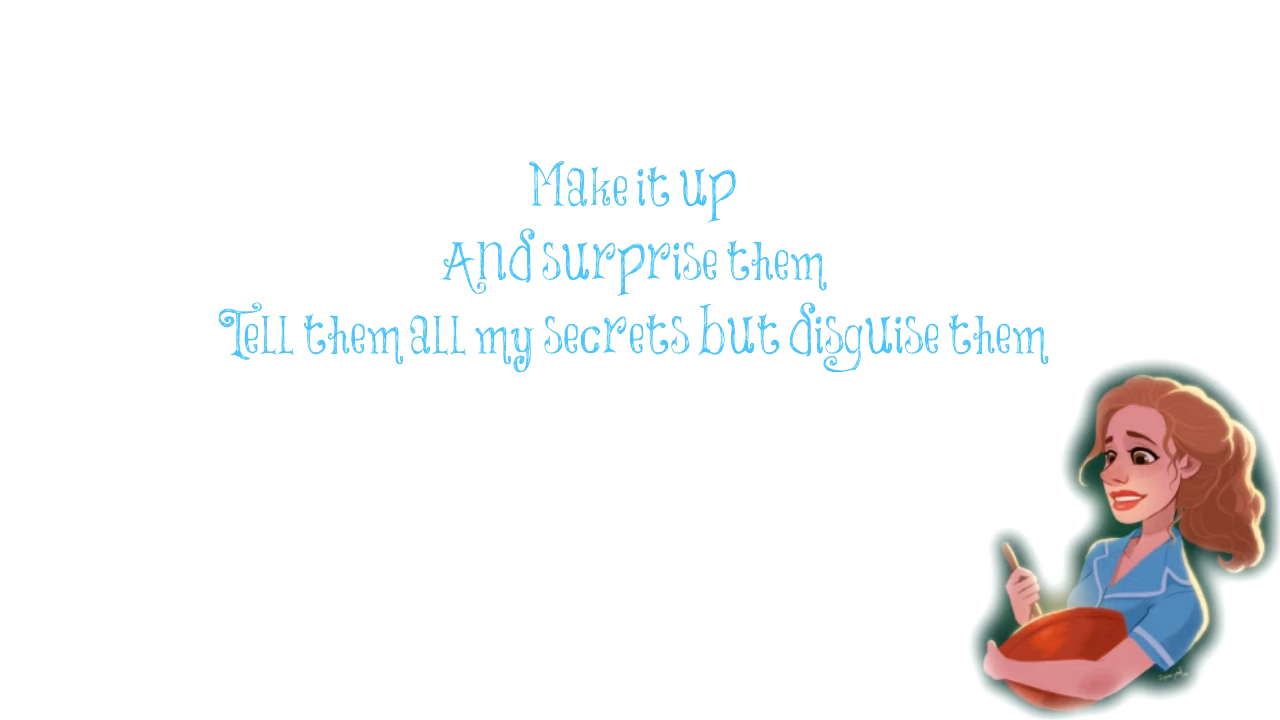 Make it up
And surprise them
Tell them all my secrets but disguise them